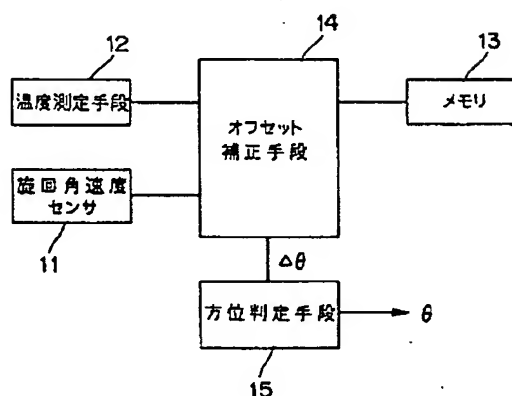 14
12
13
温度測定手段
メモリ
オフセット
補正手段
旋回角速度
センサ
11
Δθ
方位判定手段
θ
15